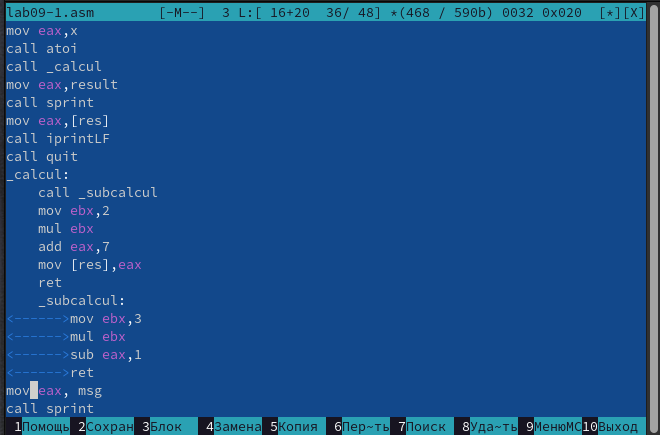 lab09-1.asm [-M--] 3 L:[ 16+20 36/ 48] *(468 / 590b) 0032 0x020 [*][X]
mov eax,x
call atoi
call _calcul
mov eax,result
call sprint
mov eax,[res]
call iprintLF
call quit
_calcul:
    call _subcalcul
    mov ebx,2
    mul ebx
    add eax,7
    mov [res],eax
    ret
    _subcalcul:
<------>mov ebx,3
<------>mul ebx
<------>sub eax,1
<------>ret
mov eax, msg
call sprint
1Помощь 2Сохран 3Блок 4Замена 5Копия 6Пер~ть 7Поиск 8Уда~ть 9МенюMC 10Выход